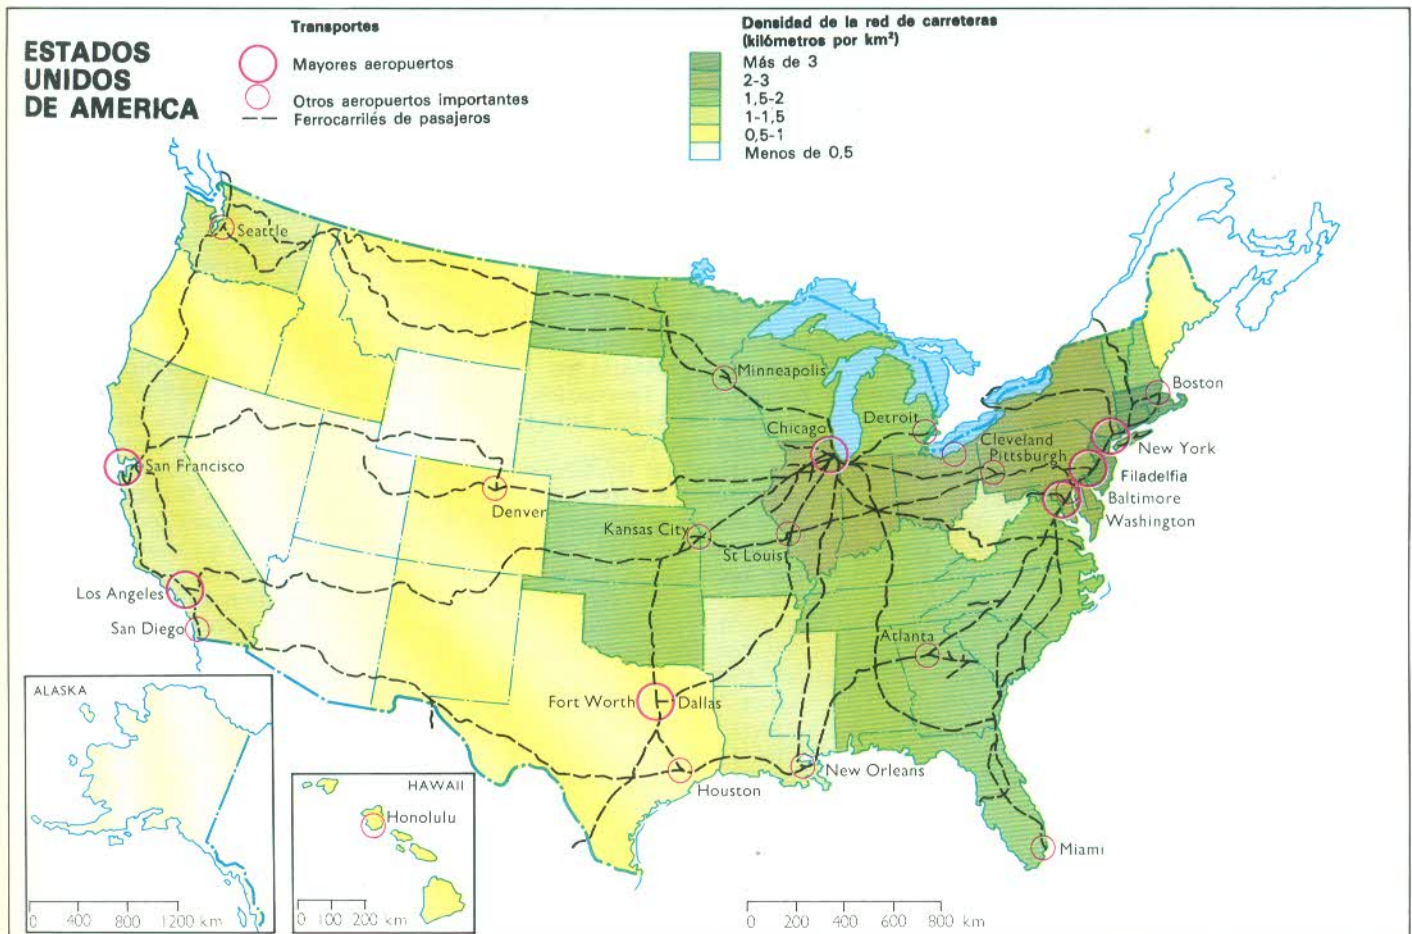 ESTADOS
UNIDOS
DE AMERICA
Transportes
Mayores aeropuertos
Otros aeropuertos importantes
Ferrocarrilés de pasajeros
Densidad de la red de carreteras
(kilómetros por km²)
Más de 3
2-3
1,5-2
1-1,5
0,5-1
Menos de 0,5
Seattle
Minneapolis
Boston
Detroit
Chicago
Cleveland
New York
Pittsburgh
San Francisco
Filadelfia
Baltimore
Denver
Washington
Kansas City
St Louis
Los Angeles
San Diego
Atlanta
ALASKA
Fort Worth
Dallas
New Orleans
HAWAII
Houston
Honolulu
Miami
0 400 800 1200 km
0 100 200 km
0 200 400 600 800 km